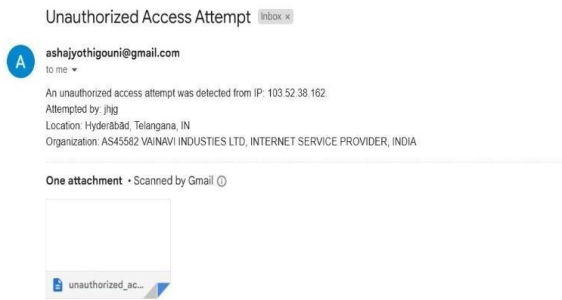 Unauthorized Access Attempt Inbox ×
A
ashajyothigouni@gmail.com
to me
An unauthorized access attempt was detected from IP: 103.52.38.162.
Attempted by: jhjg
Location: Hyderābād, Telangana, IN
Organization: AS45582 VAINAVI INDUSTIES LTD, INTERNET SERVICE PROVIDER, INDIA
One attachment • Scanned by Gmail
unauthorized_ac...